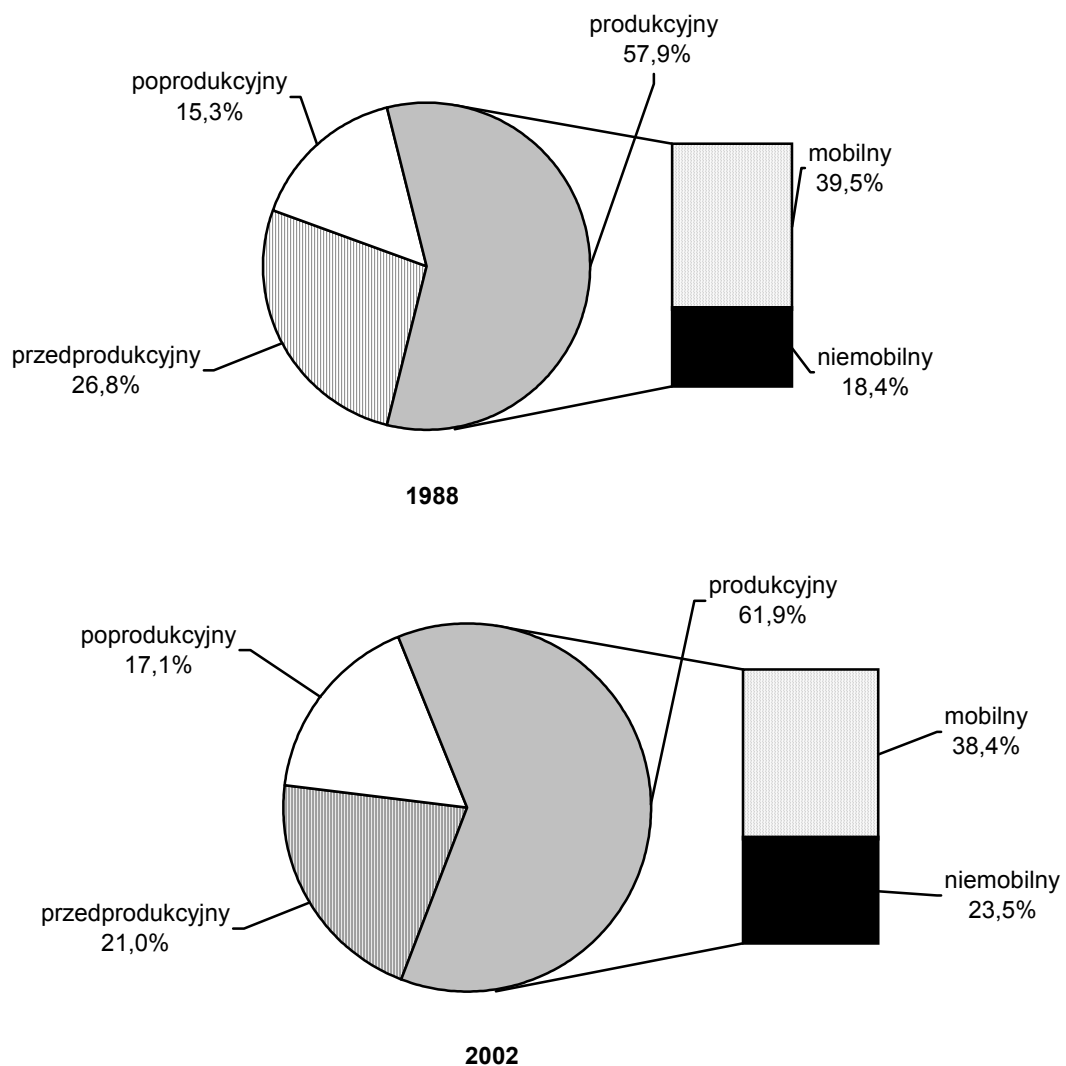 produkcyjny
57,9%
poprodukcyjny
15,3%
mobilny
39,5%
przedprodukcyjny
26,8%
niemobilny
18,4%
1988
produkcyjny
61,9%
poprodukcyjny
17,1%
mobilny
38,4%
niemobilny
23,5%
przedprodukcyjny
21,0%
2002